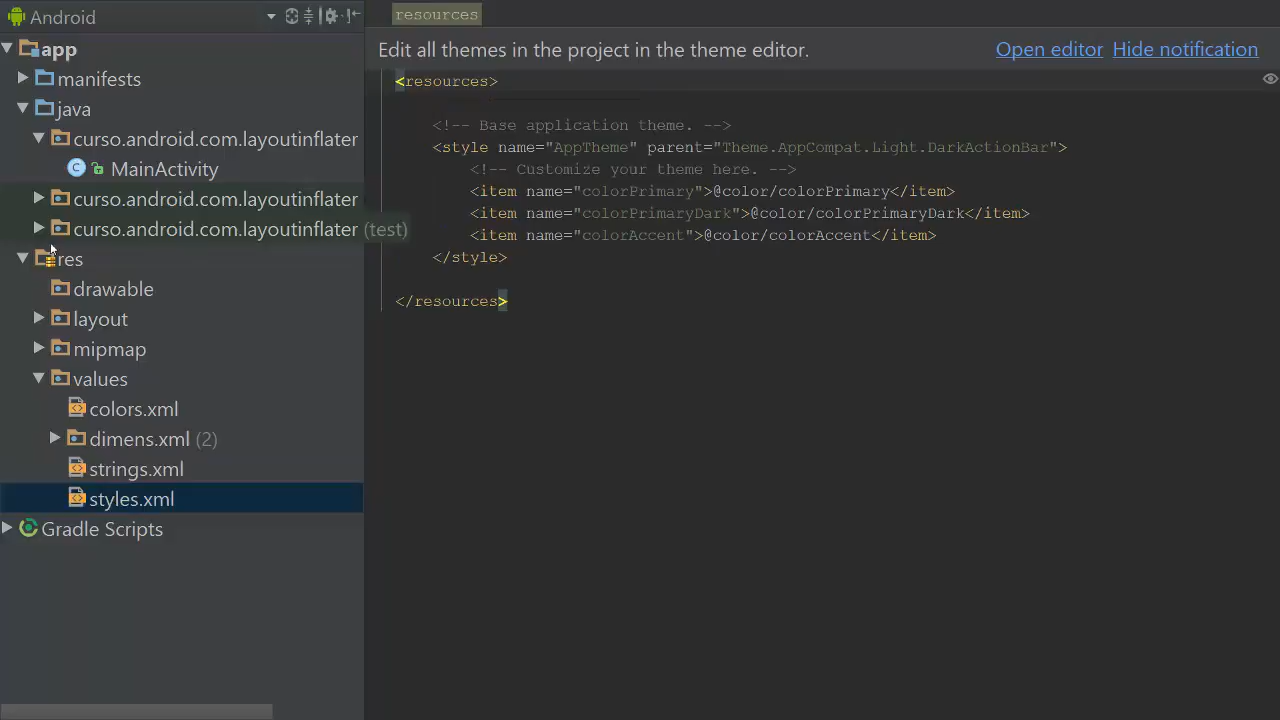 Android
app
manifests
java
curso.android.com.layoutinflater
MainActivity
curso.android.com.layoutinflater
curso.android.com.layoutinflater (test)
res
drawable
layout
mipmap
values
colors.xml
dimens.xml (2)
strings.xml
styles.xml
Gradle Scripts
resources
Edit all themes in the project in the theme editor. Open editor Hide notification
<resources>
<!-- Base application theme. -->
<style name="AppTheme" parent="Theme.AppCompat.Light.DarkActionBar">
<!-- Customize your theme here. -->
<item name="colorPrimary">@color/colorPrimary</item>
<item name="colorPrimaryDark">@color/colorPrimaryDark</item>
<item name="colorAccent">@color/colorAccent</item>
</style>
</resources>